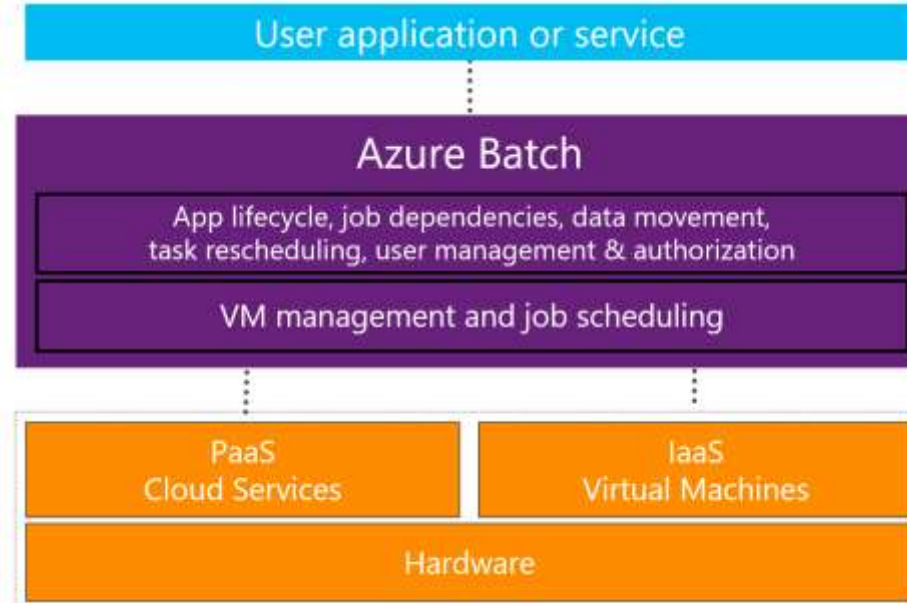 User application or service
Azure Batch
App lifecycle, job dependencies, data movement,
task rescheduling, user management & authorization
VM management and job scheduling
PaaS
Cloud Services
IaaS
Virtual Machines
Hardware